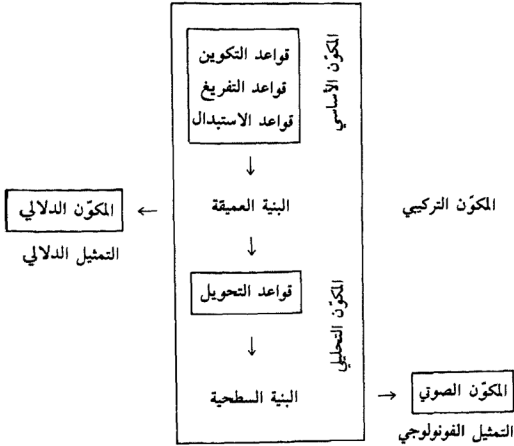 المكوّن الأساسي
قواعد التكوين
قواعد التفريغ
قواعد الاستبدال
البنية العميقة
المكوّن التركيبي
المكوّن الدلالي
التمثيل الدلالي
المكوّن التحليلي
قواعد التحويل
البنية السطحية
المكوّن الصوتي
التمثيل الفونولوجي